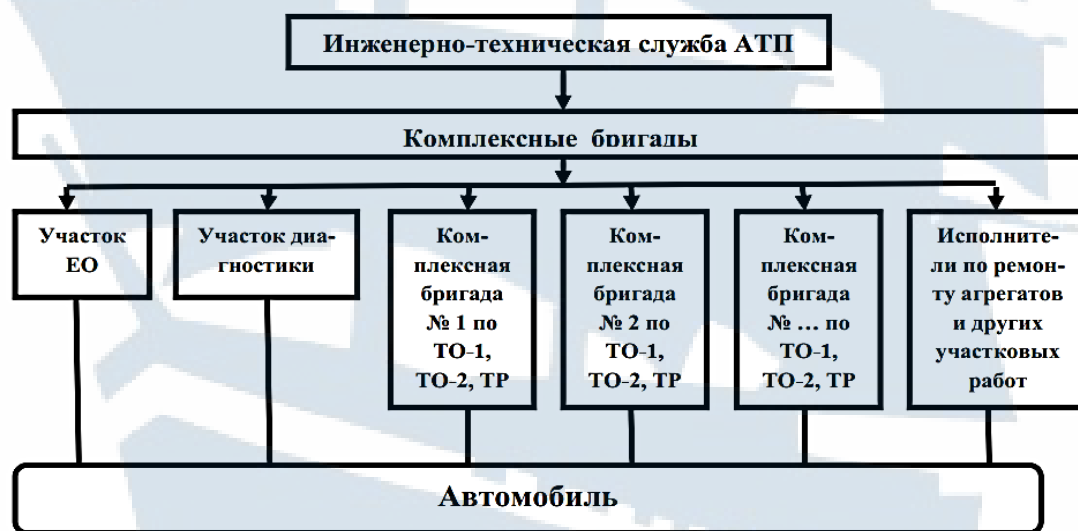 Инженерно-техническая служба АТП
Комплексные бригады
Участок
ЕО
Участок диа-
гностики
Ком-
плексная
бригада
№ 1 по
ТО-1,
ТО-2, ТР
Ком-
плексная
бригада
№ 2 по
ТО-1,
ТО-2, ТР
Ком-
плексная
бригада
№ … по
ТО-1,
ТО-2, ТР
Исполните-
ли по ремон-
ту агрегатов
и других
участковых
работ
Автомобиль